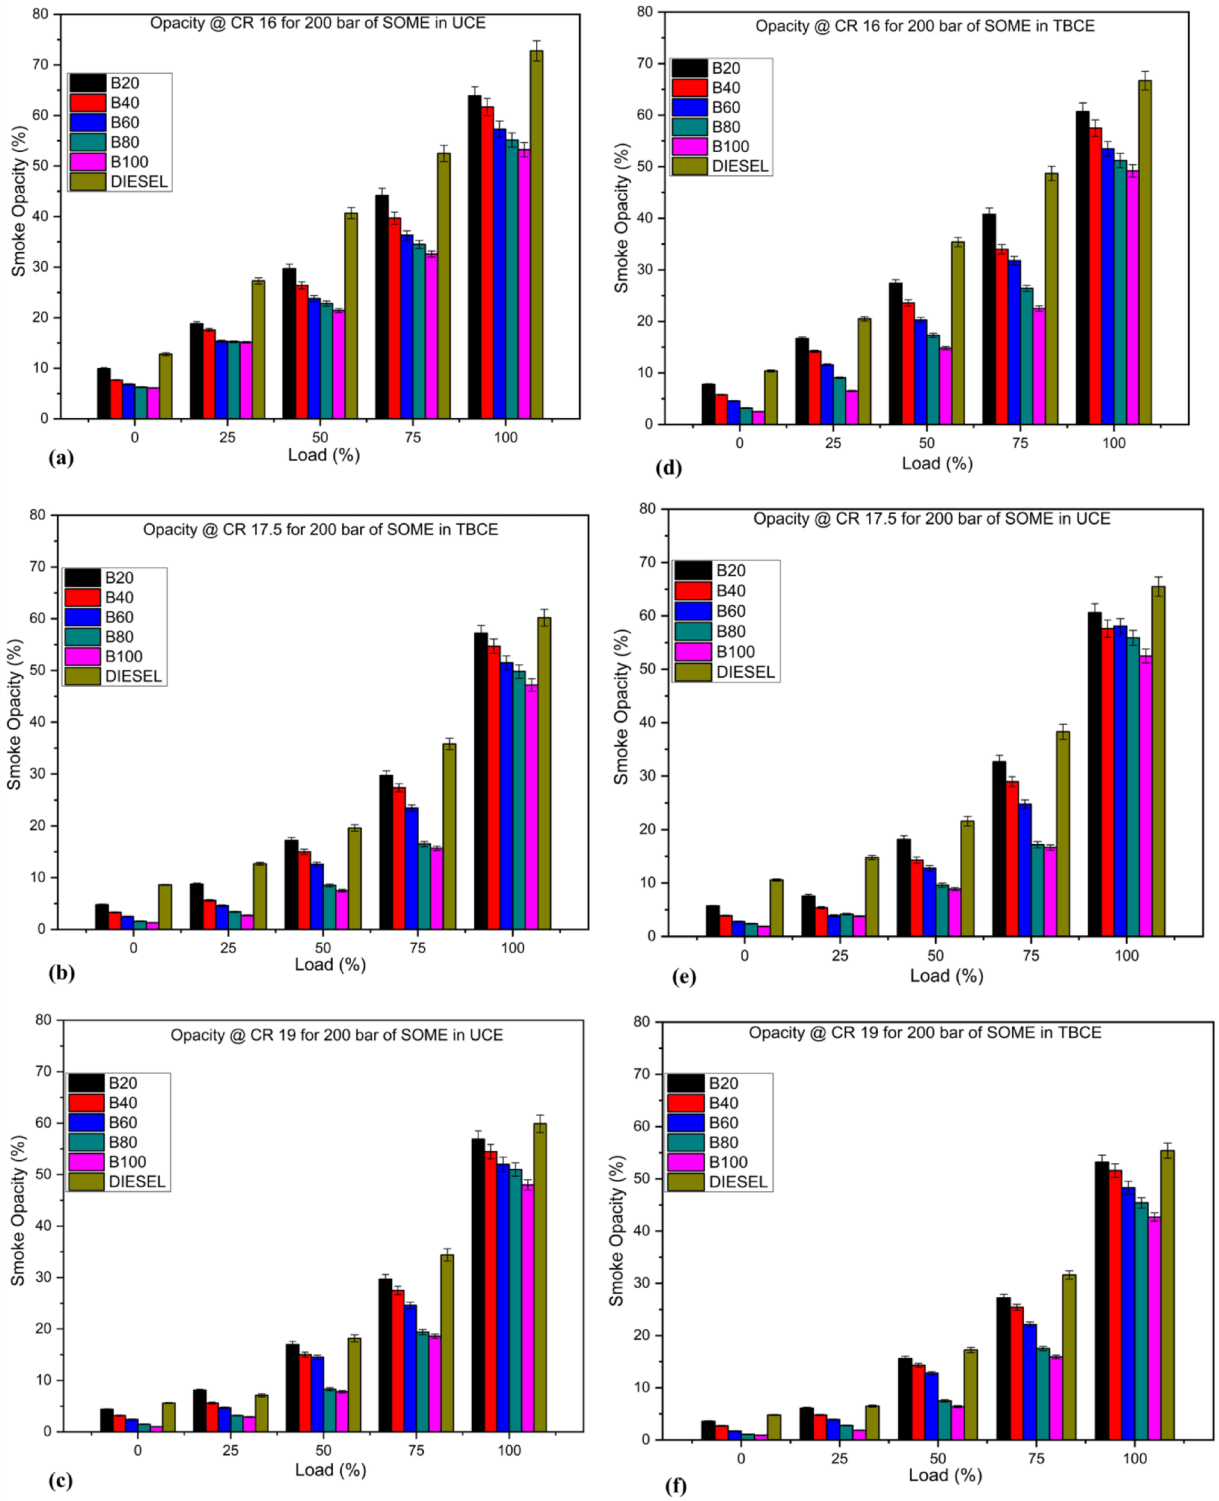 Opacity @ CR 16 for 200 bar of SOME in UCE
80
70
60
50
40
30
20
10
0
Smoke Opacity (%)
B20
B40
B60
B80
B100
DIESEL
0 25 50 75 100
Load (%)
(a)
Opacity @ CR 16 for 200 bar of SOME in TBCE
80
70
60
50
40
30
20
10
0
Smoke Opacity (%)
B20
B40
B60
B80
B100
DIESEL
0 25 50 75 100
Load (%)
(d)
Opacity @ CR 17.5 for 200 bar of SOME in TBCE
80
70
60
50
40
30
20
10
0
Smoke Opacity (%)
B20
B40
B60
B80
B100
DIESEL
0 25 50 75 100
Load (%)
(b)
Opacity @ CR 17.5 for 200 bar of SOME in UCE
80
70
60
50
40
30
20
10
0
Smoke Opacity (%)
B20
B40
B60
B80
B100
DIESEL
0 25 50 75 100
Load (%)
(e)
Opacity @ CR 19 for 200 bar of SOME in UCE
80
70
60
50
40
30
20
10
0
Smoke Opacity (%)
B20
B40
B60
B80
B100
DIESEL
0 25 50 75 100
Load (%)
(c)
Opacity @ CR 19 for 200 bar of SOME in TBCE
80
70
60
50
40
30
20
10
0
Smoke Opacity (%)
B20
B40
B60
B80
B100
DIESEL
0 25 50 75 100
Load (%)
(f)